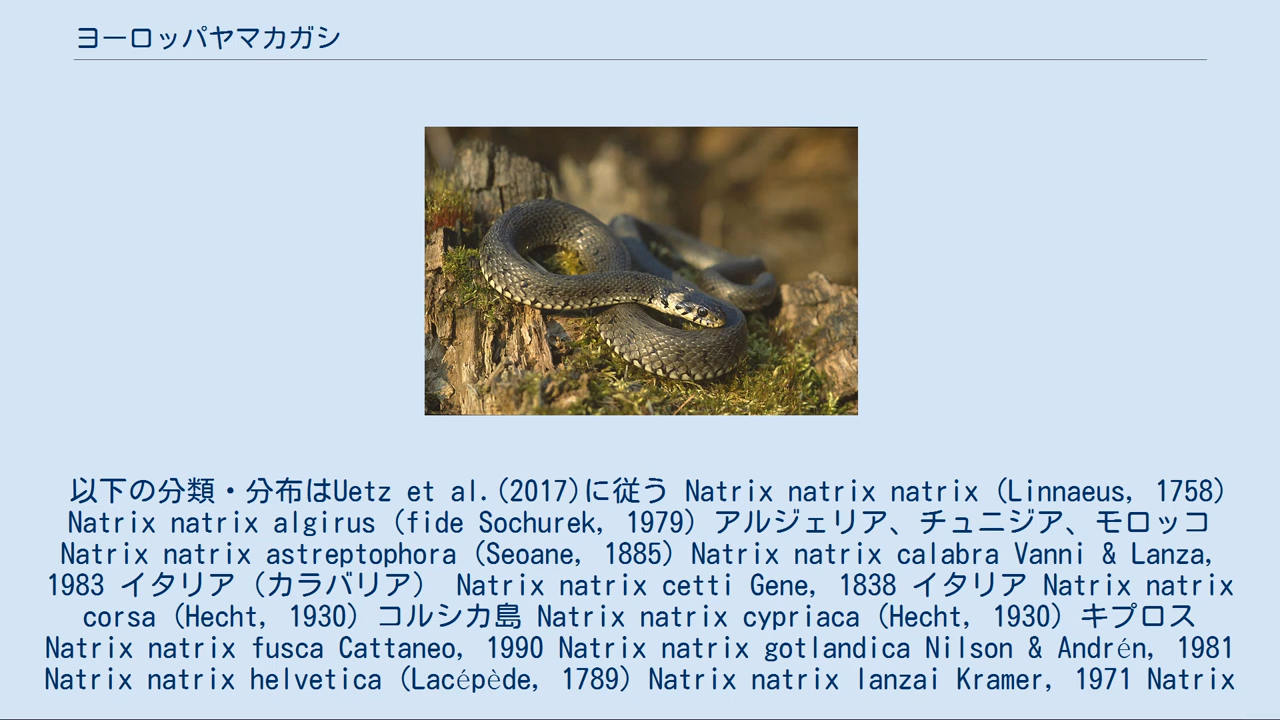 ヨーロッパヤマカガシ
以下の分類・分布はUetz et al.(2017)に従う Natrix natrix natrix (Linnaeus, 1758)
Natrix natrix algirus (fide Sochurek, 1979) アルジェリア、チュニジア、モロッコ
Natrix natrix astreptophora (Seoane, 1885) Natrix natrix calabra Vanni & Lanza,
1983 イタリア (カラバリア) Natrix natrix cetti Gene, 1838 イタリア Natrix natrix
corsa (Hecht, 1930) コルシカ島 Natrix natrix cypriaca (Hecht, 1930) キプロス
Natrix natrix fusca Cattaneo, 1990 Natrix natrix gotlandica Nilson & Andrén, 1981
Natrix natrix helvetica (Lacépède, 1789) Natrix natrix lanzai Kramer, 1971 Natrix